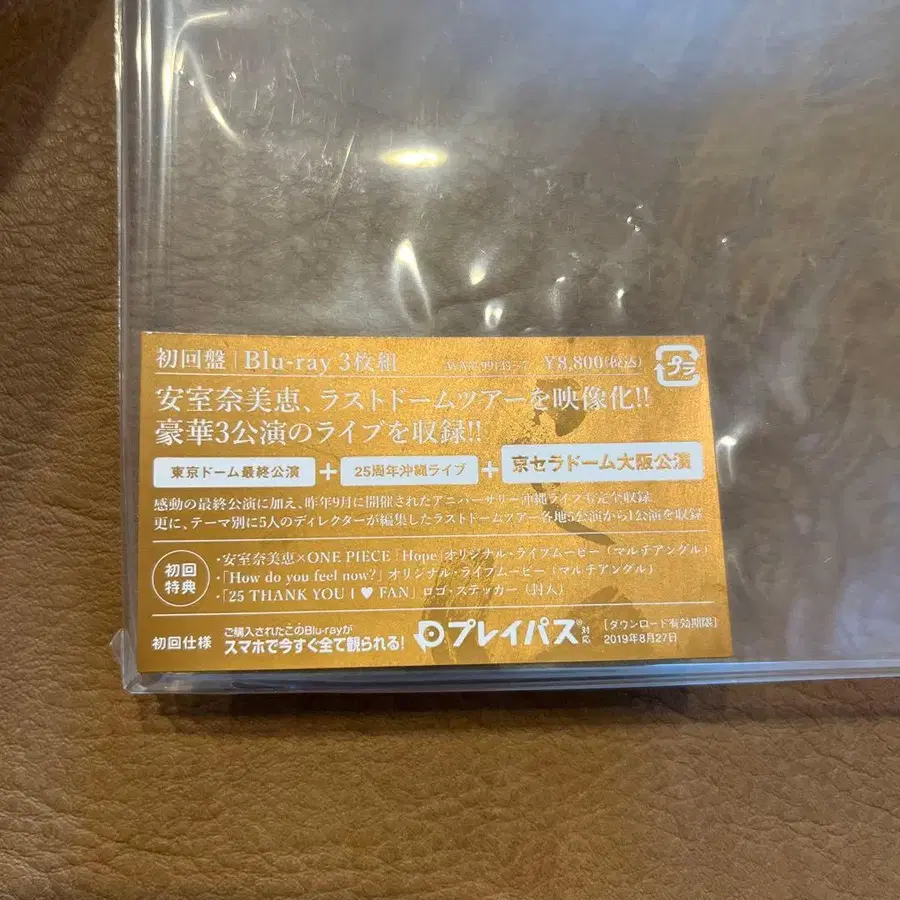 初回盤 | Blu-ray 3枚組 ¥8,800(税込)
プラ
安室奈美恵、ラストドームツアーを映像化!!
豪華3公演のライブを収録!!
東京ドーム最終公演 + 25周年沖縄ライブ + 京セラドーム大阪公演
感動の最終公演に加え、昨年9月に開催されたアニバーサリー沖縄ライブも完全収録。
更に、テーマ別に5人のディレクターが編集したラストドームツアー各地5公演から1公演を収録
初回特典
・安室奈美恵×ONE PIECE「Hope」オリジナル・ライブムービー（マルチアングル）
・「How do you feel now?」オリジナル・ライブムービー（マルチアングル）
・「25 THANK YOU I ♥ FAN」ロゴ・ステッカー（封入）
初回仕様 ご購入されたこのBlu-rayが
スマホで今すぐ全て観られる! プレイパス® 対応 [ダウンロード有効期限]
2019年8月27日